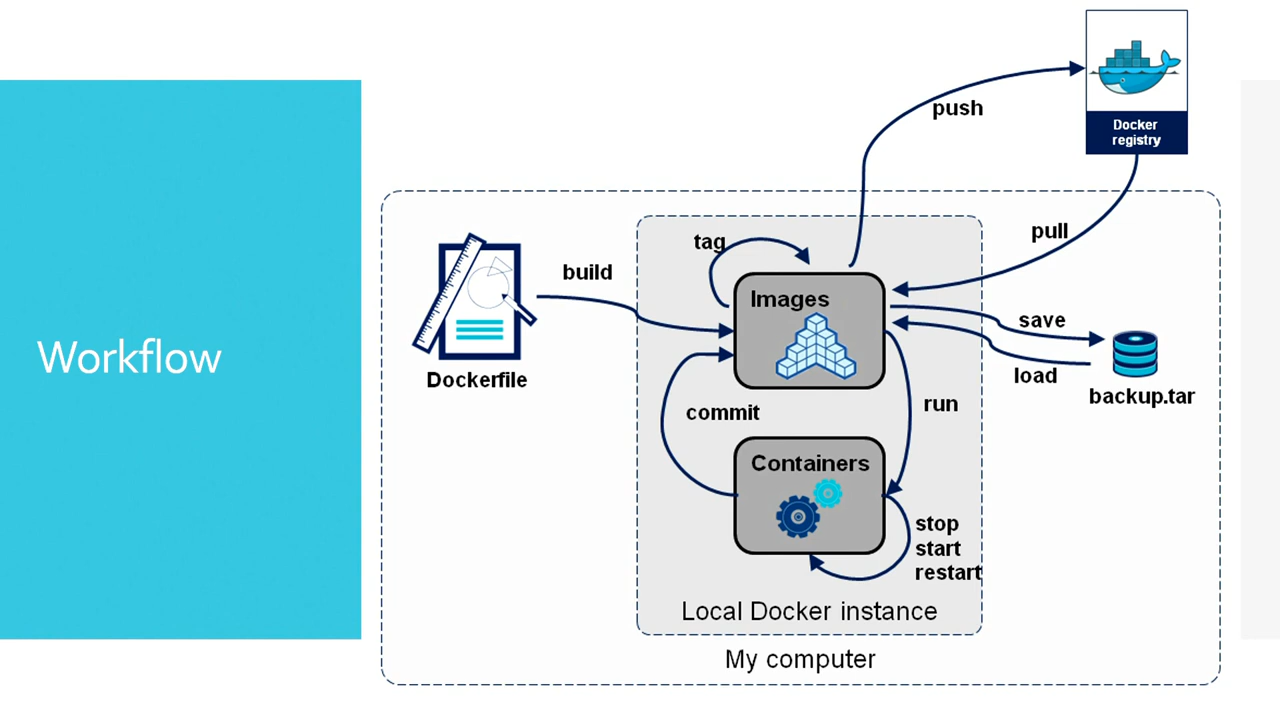 Workflow
push
Docker
registry
pull
tag
build
Images
save
Dockerfile
load
backup.tar
commit
run
Containers
stop
start
restart
Local Docker instance
My computer